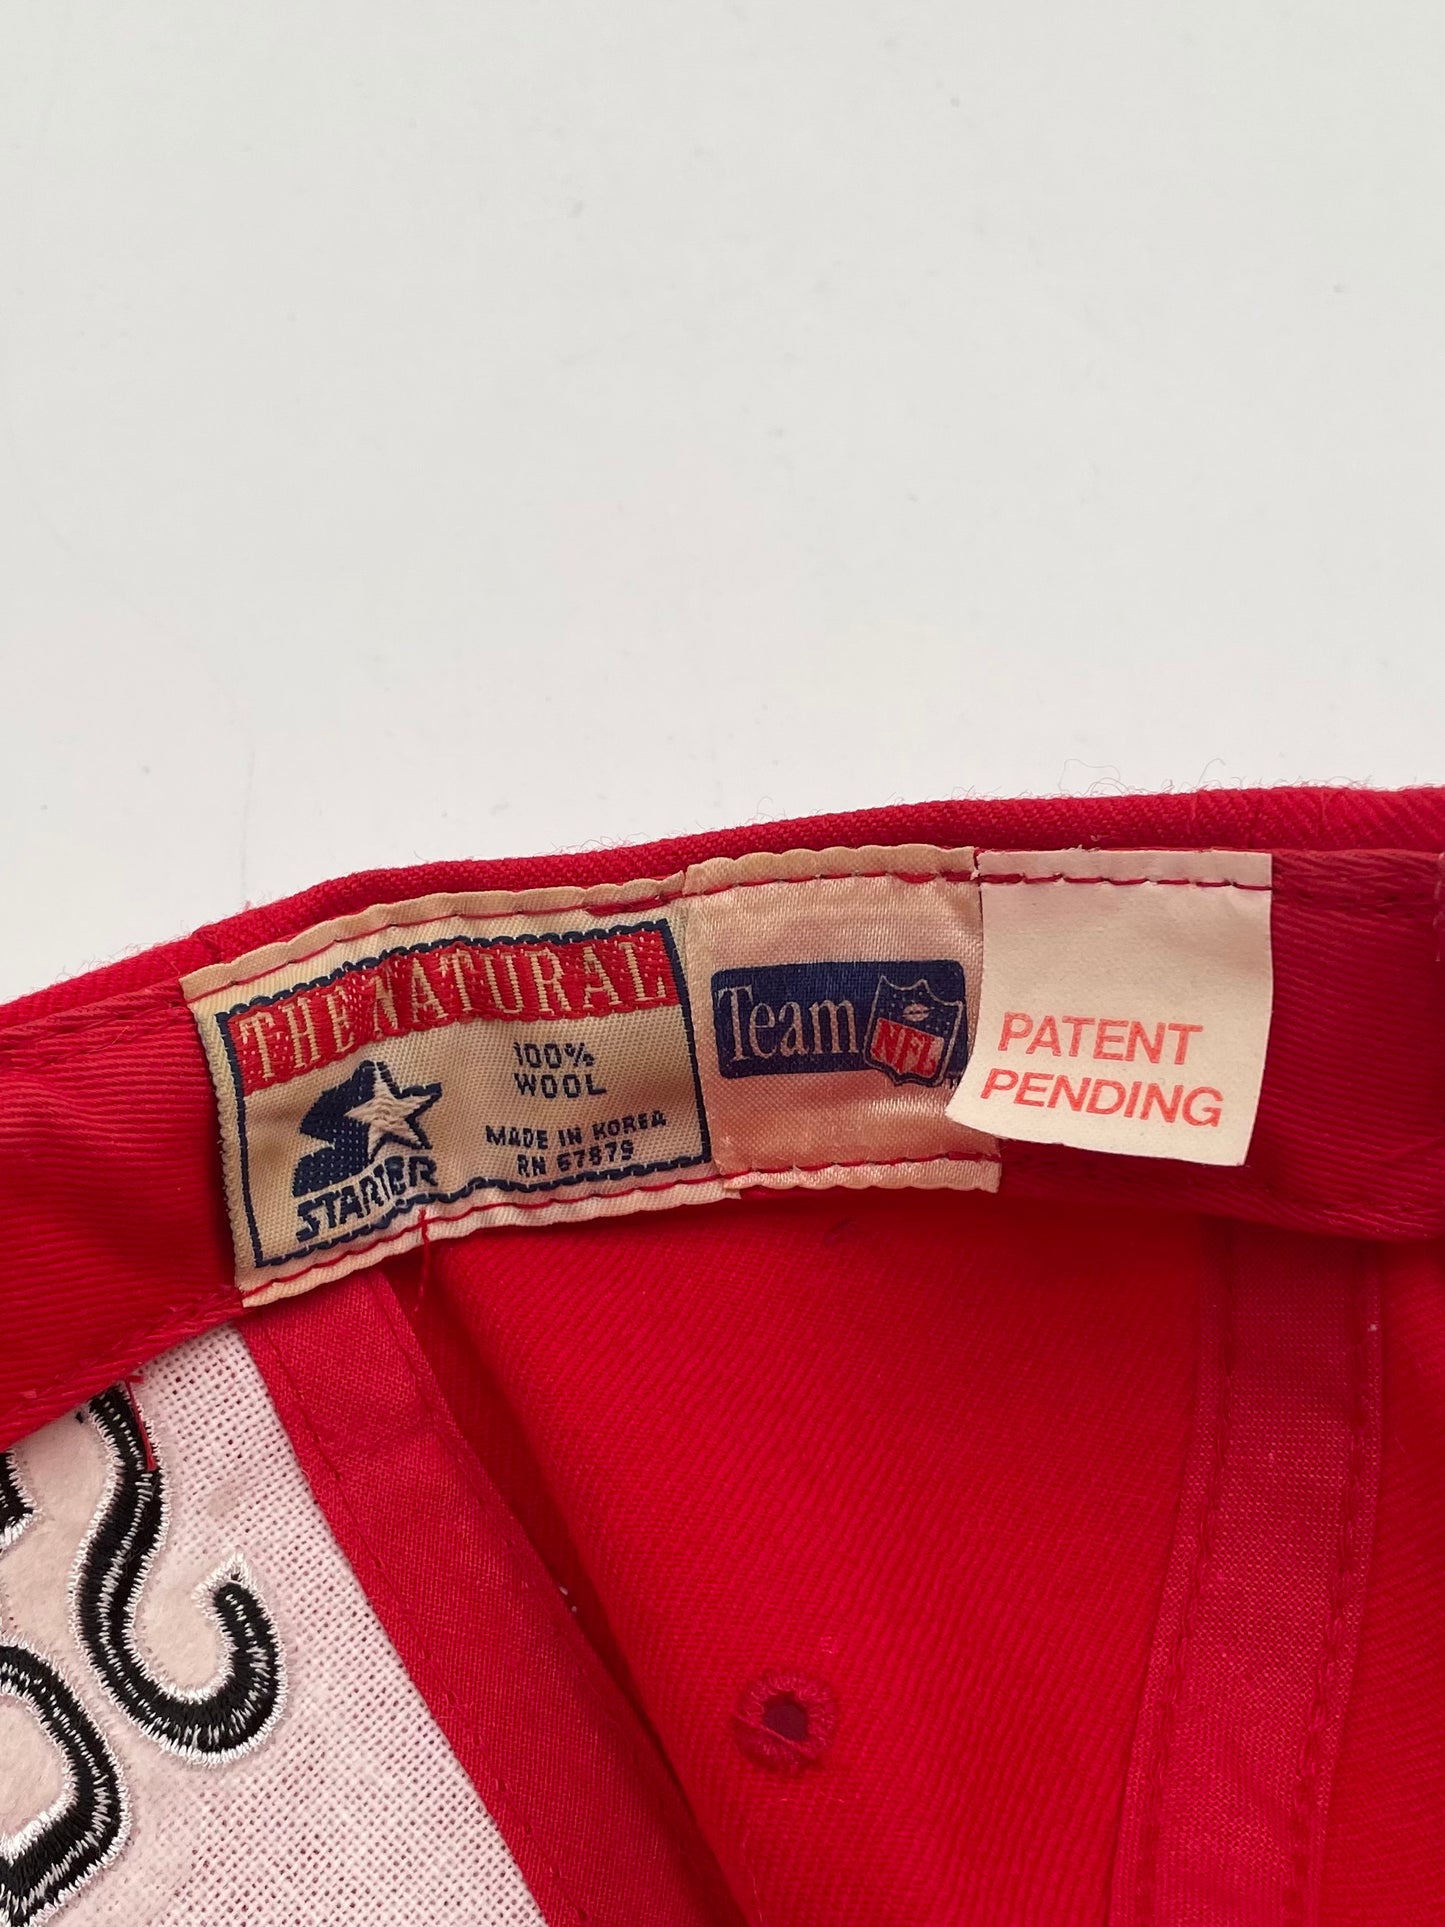 THE NATURAL
100%
WOOL
MADE IN KOREA
RN 67879
STARTER
Team NFL
PATENT
PENDING